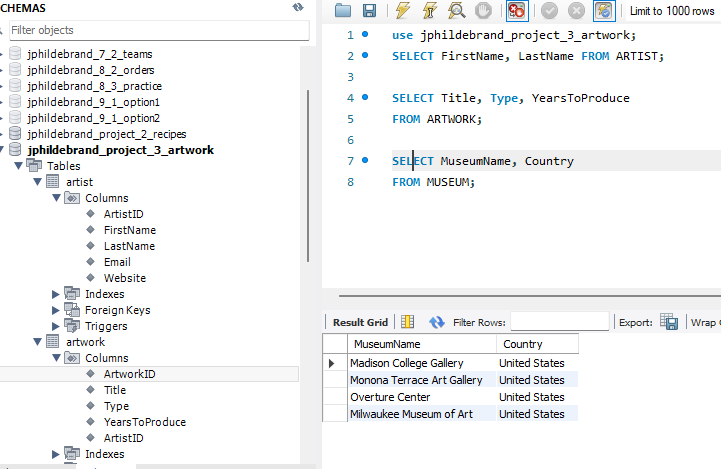 CHEMAS
Filter objects
jphildebrand_7_2_teams
jphildebrand_8_2_orders
jphildebrand_8_3_practice
jphildebrand_9_1_option1
jphildebrand_9_1_option2
jphildebrand_project_2_recipes
jphildebrand_project_3_artwork
Tables
artist
Columns
ArtistID
FirstName
LastName
Email
Website
Indexes
Foreign Keys
Triggers
artwork
Columns
ArtworkID
Title
Type
YearsToProduce
ArtistID
Indexes
Limit to 1000 rows
1 use jphildebrand_project_3_artwork;
2 SELECT FirstName, LastName FROM ARTIST;
3
4 SELECT Title, Type, YearsToProduce
5 FROM ARTWORK;
6
7 SELECT MuseumName, Country
8 FROM MUSEUM;
Result Grid Filter Rows: Export: Wrap C
MuseumName Country
Madison College Gallery United States
Monona Terrace Art Gallery United States
Overture Center United States
Milwaukee Museum of Art United States